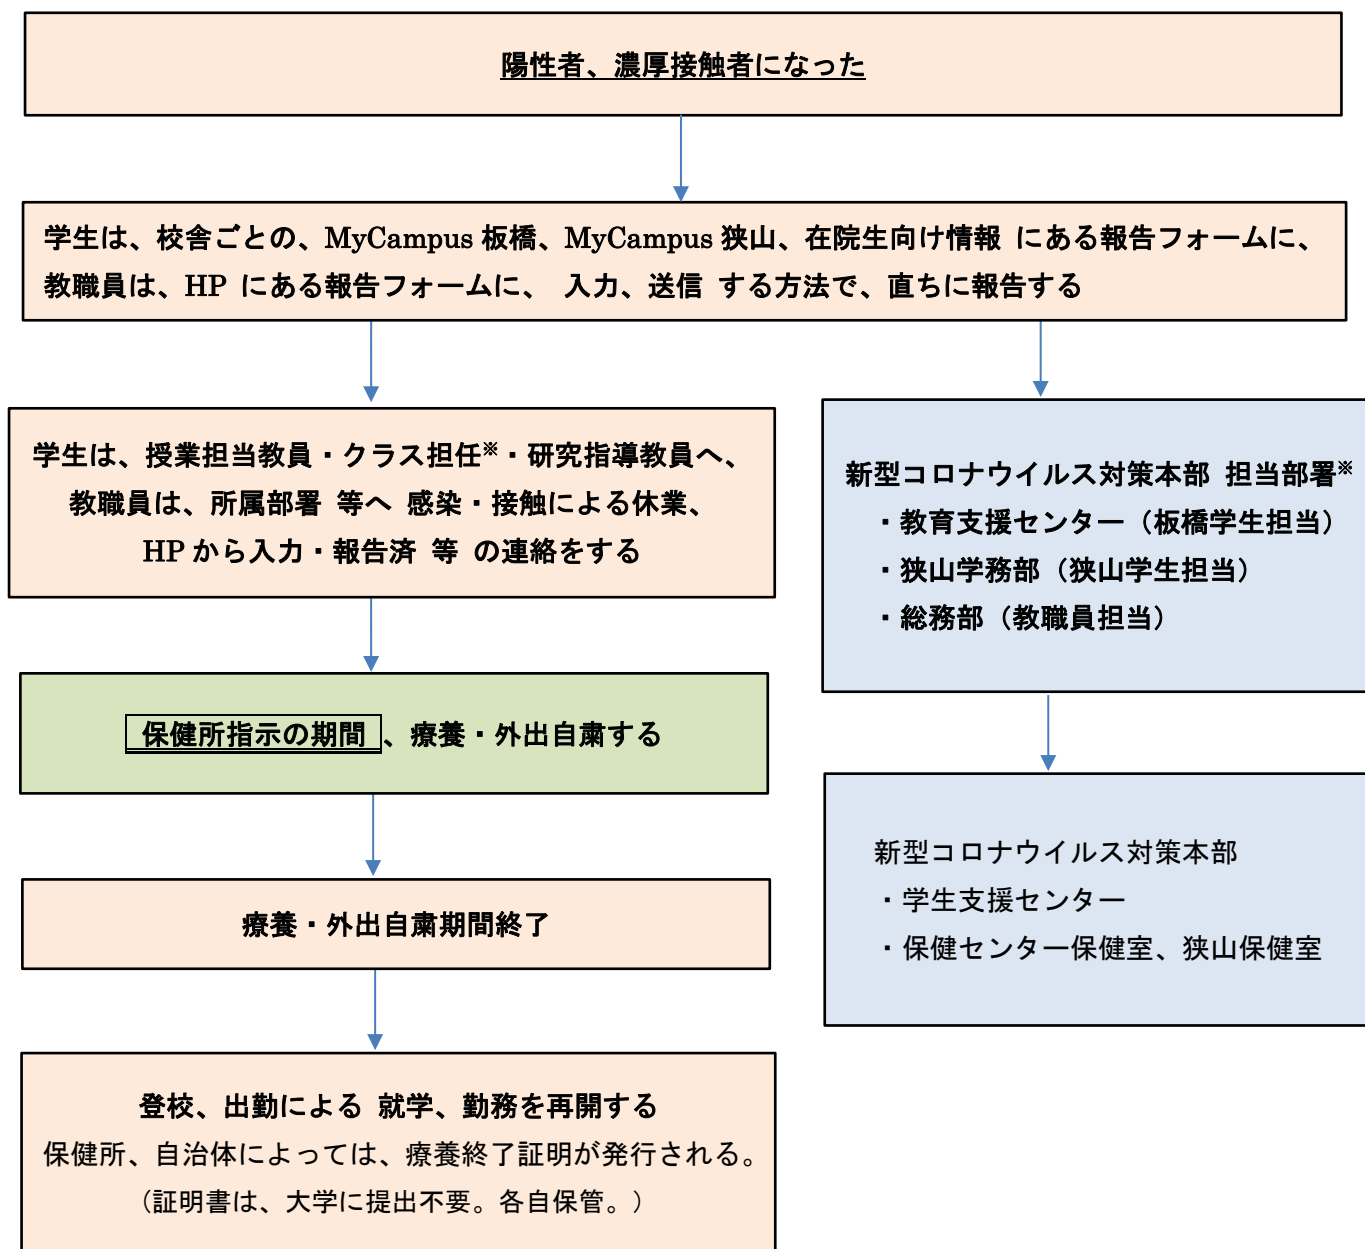 陽性者、濃厚接触者になった
学生は、校舎ごとの、MyCampus 板橋、MyCampus 狭山、在院生向け情報 にある報告フォームに、
教職員は、HP にある報告フォームに、 入力、送信 する方法で、直ちに報告する
学生は、授業担当教員・クラス担任※・研究指導教員へ、
教職員は、所属部署 等へ 感染・接触による休業、
HP から入力・報告済 等 の連絡をする
保健所指示の期間 、療養・外出自粛する
療養・外出自粛期間終了
登校、出勤による 就学、勤務を再開する
保健所、自治体によっては、療養終了証明が発行される。
（証明書は、大学に提出不要。各自保管。）
新型コロナウイルス対策本部 担当部署※
・教育支援センター（板橋学生担当）
・狭山学務部（狭山学生担当）
・総務部（教職員担当）
新型コロナウイルス対策本部
・学生支援センター
・保健センター保健室、狭山保健室